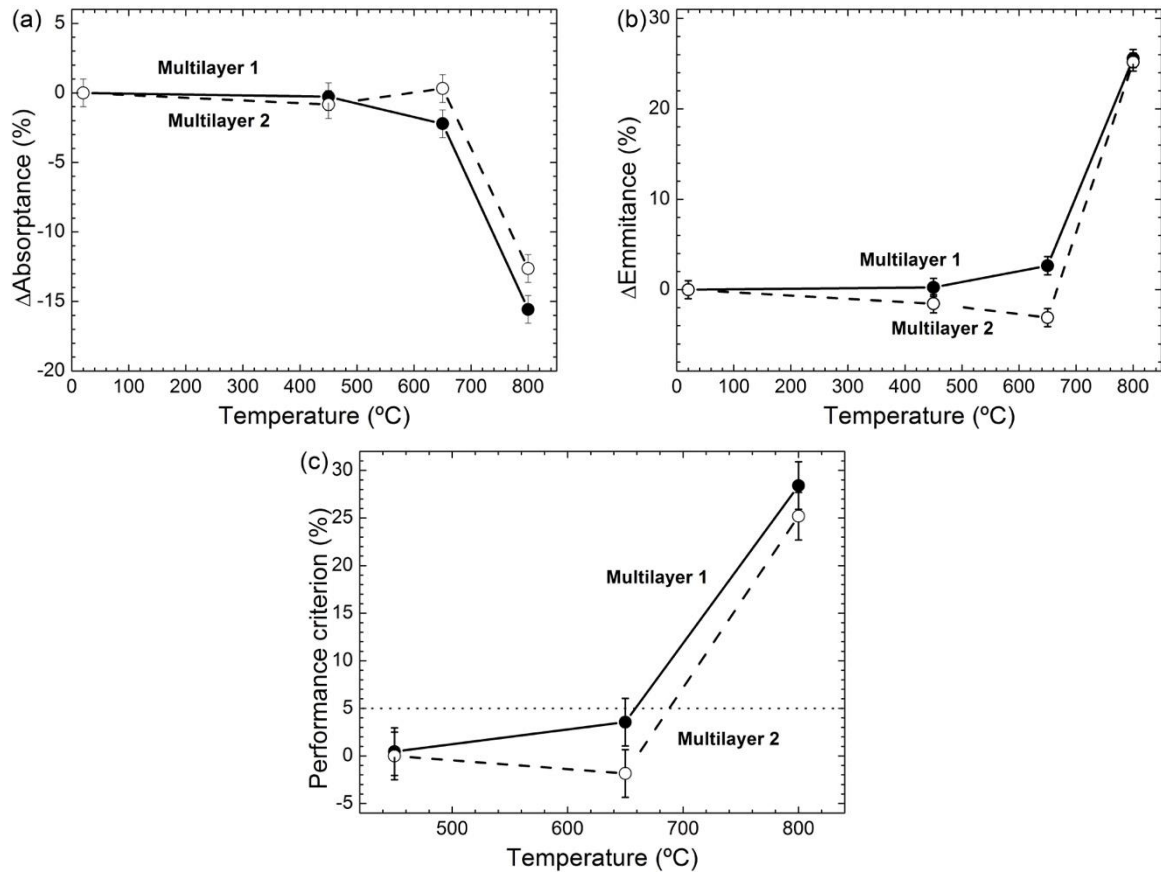 (a)
5
0
-5
-10
-15
-20
ΔAbsorptance (%)
Multilayer 1
Multilayer 2
0 100 200 300 400 500 600 700 800
Temperature (ºC)
(b)
30
20
10
0
ΔEmmitance (%)
Multilayer 1
Multilayer 2
0 100 200 300 400 500 600 700 800
Temperature (ºC)
(c)
30
25
20
15
10
5
0
-5
Performance criterion (%)
Multilayer 1
Multilayer 2
500 600 700 800
Temperature (ºC)